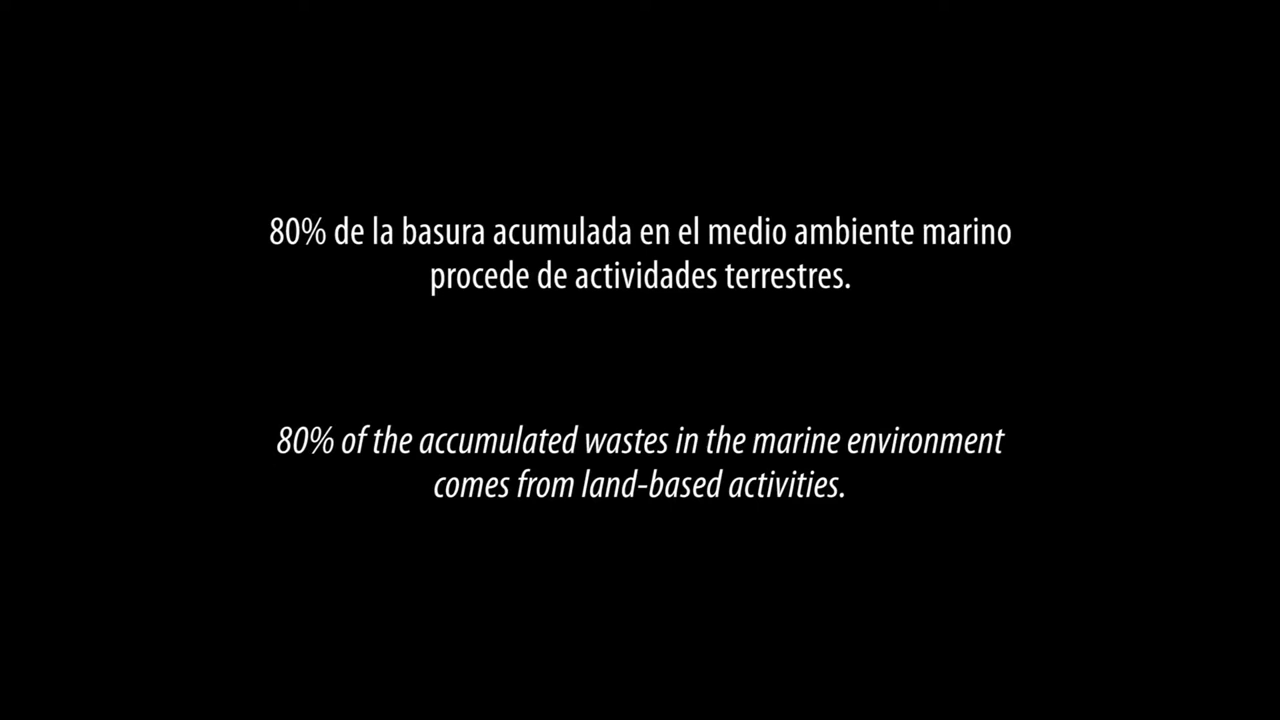 80% de la basura acumulada en el medio ambiente marino
procede de actividades terrestres.
80% of the accumulated wastes in the marine environment
comes from land-based activities.